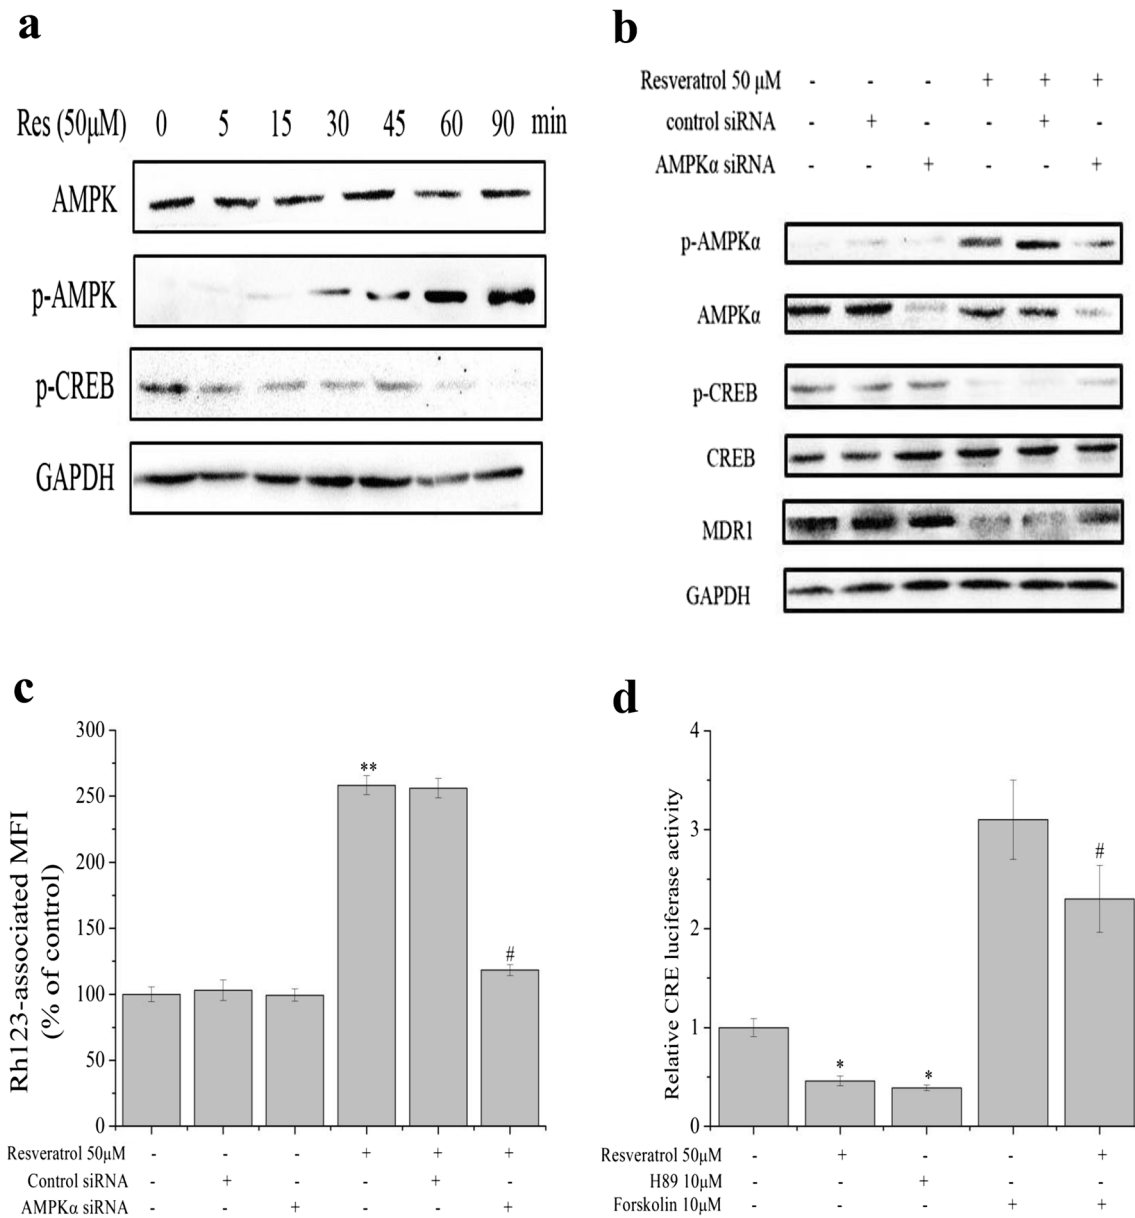 a
Res (50μM) 0 5 15 30 45 60 90 min
AMPK
p-AMPK
p-CREB
GAPDH
b
Resveratrol 50 μM - - - + + +
control siRNA - + - - + -
AMPKα siRNA - - + - - +
p-AMPKα
AMPKα
p-CREB
CREB
MDR1
GAPDH
c
Rh123-associated MFI
(% of control)
300
250
200
150
100
50
0
**
#
Resveratrol 50μM - - - + + +
Control siRNA - + - - + -
AMPKα siRNA - - + - - +
d
Relative CRE luciferase activity
4
3
2
1
0
*
*
#
Resveratrol 50μM - + - - +
H89 10μM - - + - -
Forskolin 10μM - - - + +